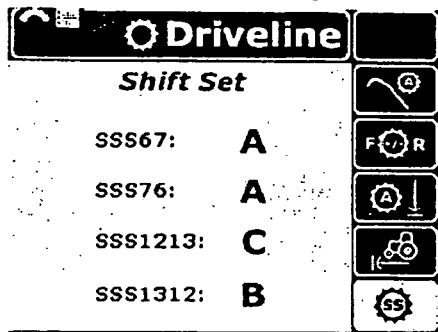 Driveline
Shift Set
SSS67: A
SSS76: A
SSS1213: C
SSS1312: B
A
F -/+ R
A
SS